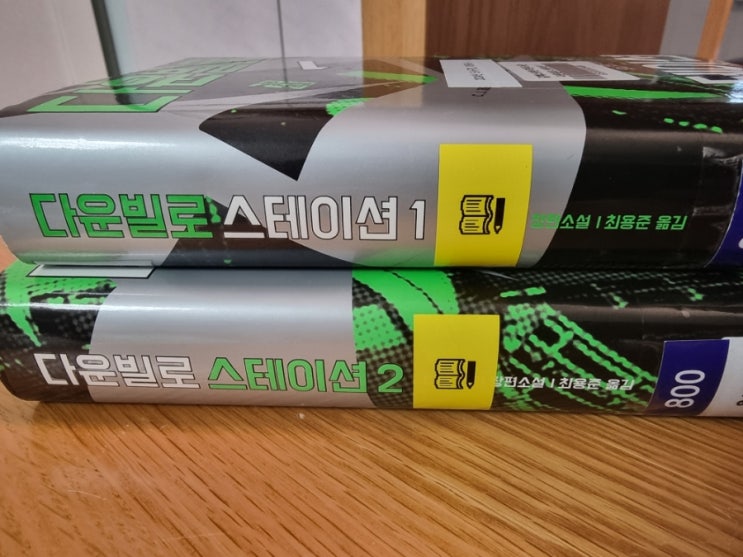 다운빌로 스테이션 1
장편소설 | 최용준 옮김
다운빌로 스테이션 2
장편소설 | 최용준 옮김
800